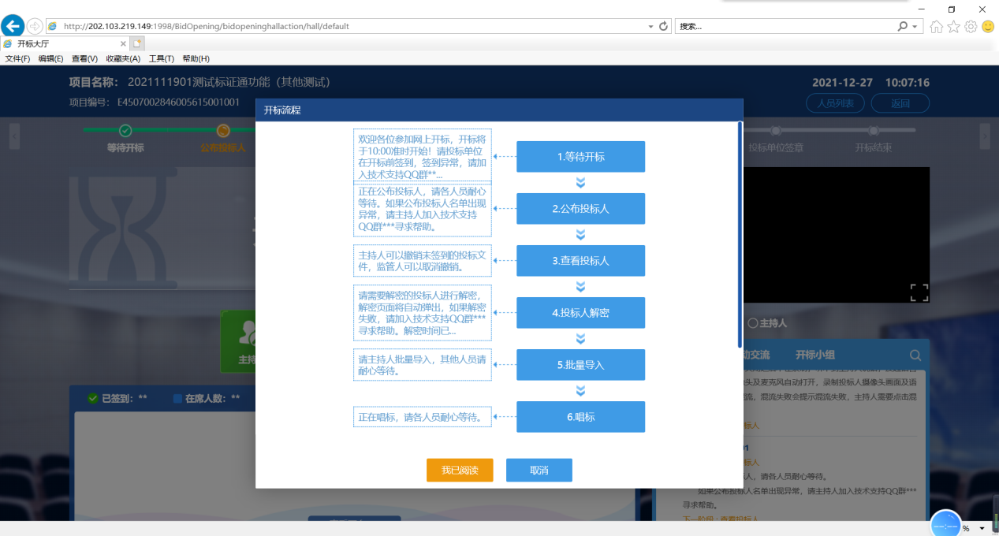 http://202.103.219.149:1998/BidOpening/bidopeninghallaction/hall/default
搜索...
开标大厅
文件(F) 编辑(E) 查看(V) 收藏夹(A) 工具(T) 帮助(H)
项目名称： 2021111901测试标证通功能（其他测试）
2021-12-27 10:07:16
项目编号： E4507002846005615001001
人员列表 返回
等待开标 公布投标人
投标单位签章 开标结束
开标流程
欢迎各位参加网上开标，开标将
于10:00准时开始！请投标单位
在开标前签到，签到异常，请加
入技术支持QQ群**...
1.等待开标
正在公布投标人，请各人员耐心
等待。如果公布投标人名单出现
异常，请主持人加入技术支持
QQ群***寻求帮助。
2.公布投标人
主持人可以撤销未签到的投标文
件，监管人可以取消撤销。
3.查看投标人
请需要解密的投标人进行解密，
解密页面将自动弹出，如果解密
失败，请加入技术支持QQ群***
寻求帮助。解密时间已...
4.投标人解密
请主持人批量导入，其他人员请
耐心等待。
5.批量导入
正在唱标，请各人员耐心等待。
6.唱标
我已阅读 取消
主持
已签到： ** 在席人数： **
主持人
动交流 开标小组
头及麦克风自动打开，录制投标人摄像头画面及语
流，混流失败会提示混流失败，主持人需要点击混
标人
01
标人
人，请各人员耐心等待。
如果公布投标人名单出现异常，请主持人加入技术支持QQ群***
寻求帮助。
下一阶段：查看投标人
%